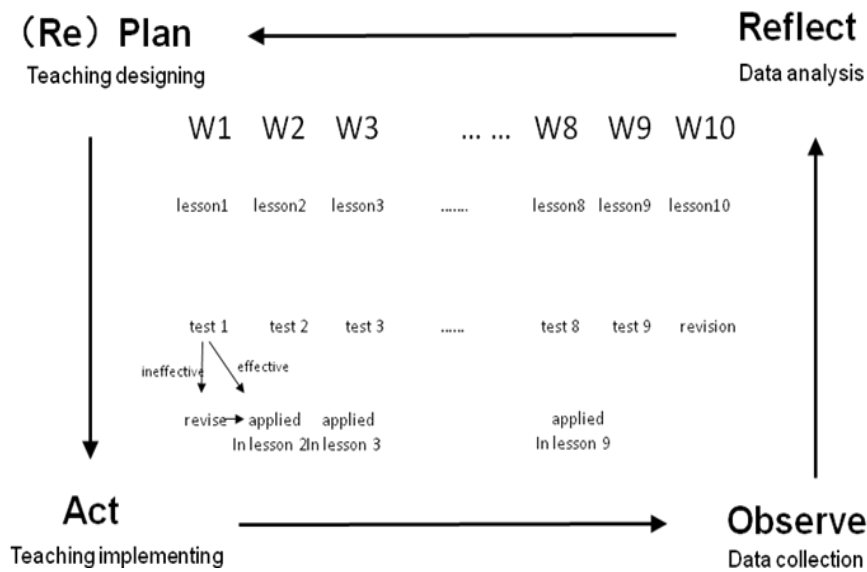 （Re）Plan
Reflect
Teaching designing
Data analysis
W1 W2 W3 ... ... W8 W9 W10
lesson1 lesson2 lesson3 ....... lesson8 lesson9 lesson10
test 1 test 2 test 3 ...... test 8 test 9 revision
ineffective
effective
revise applied applied applied
In lesson 2 In lesson 3 In lesson 9
Act
Observe
Teaching implementing
Data collection